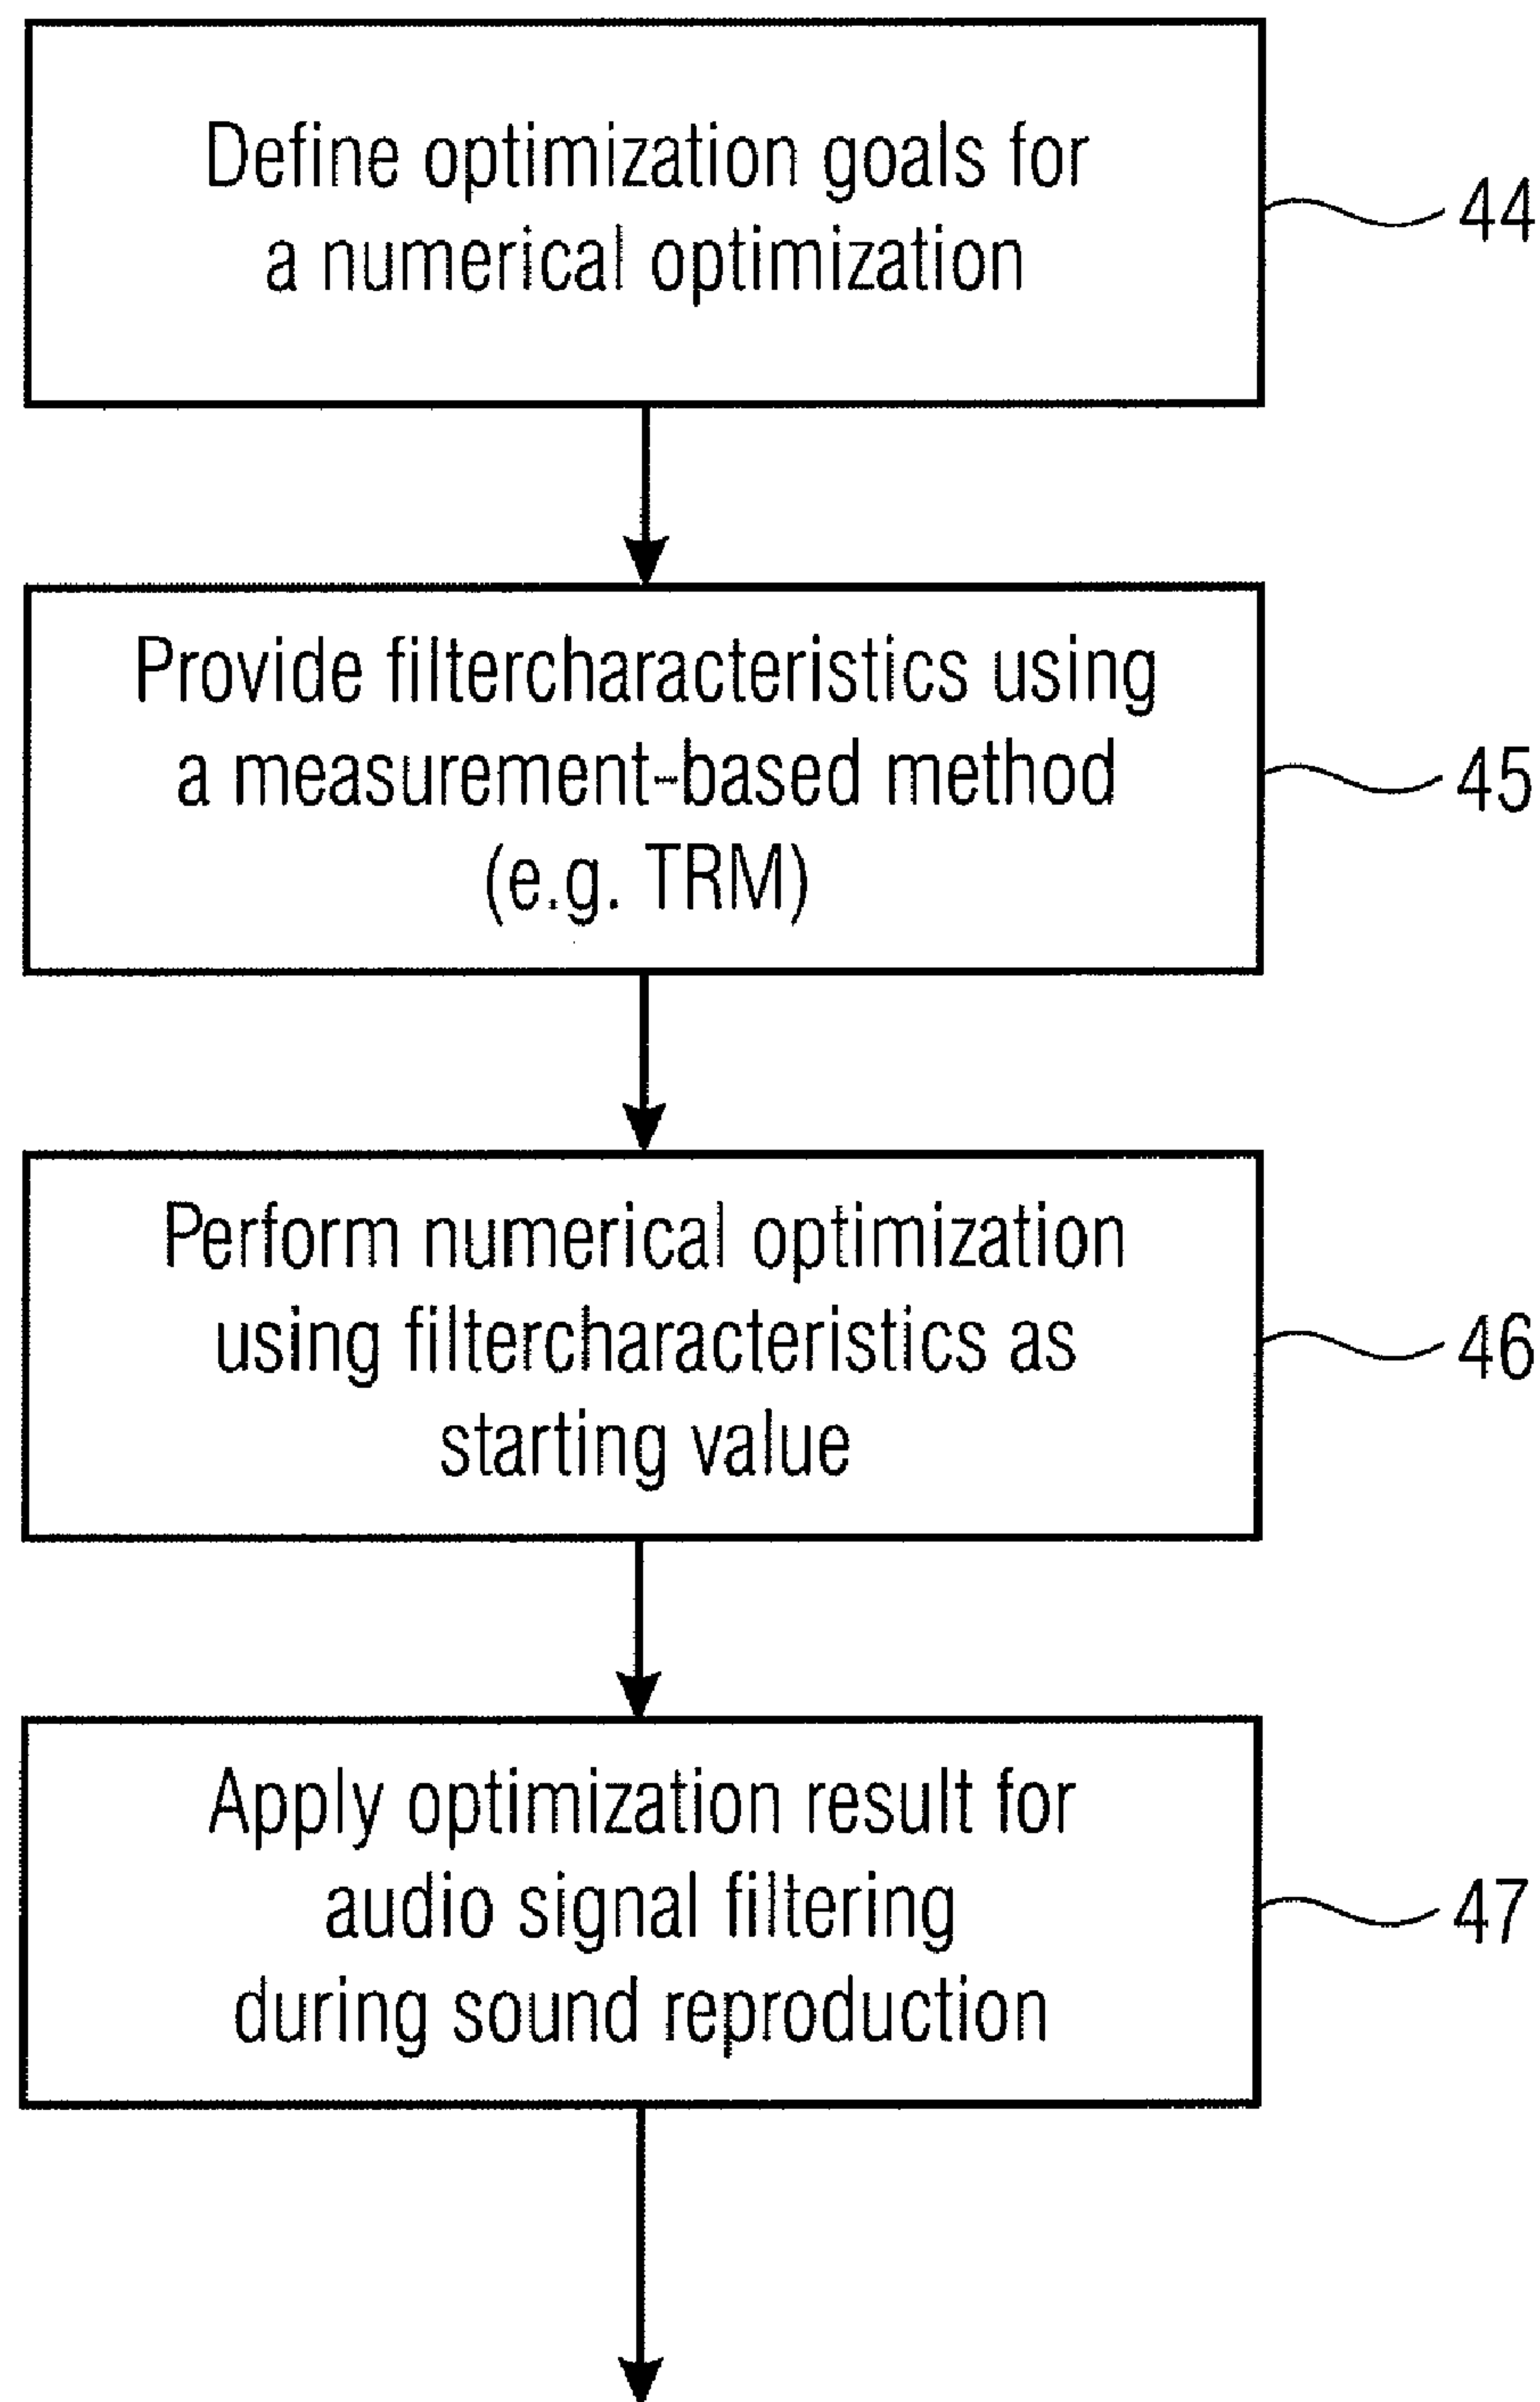 Define optimization goals for
a numerical optimization
44
Provide filtercharacteristics using
a measurement-based method
(e.g. TRM)
45
Perform numerical optimization
using filtercharacteristics as
starting value
46
Apply optimization result for
audio signal filtering
during sound reproduction
47